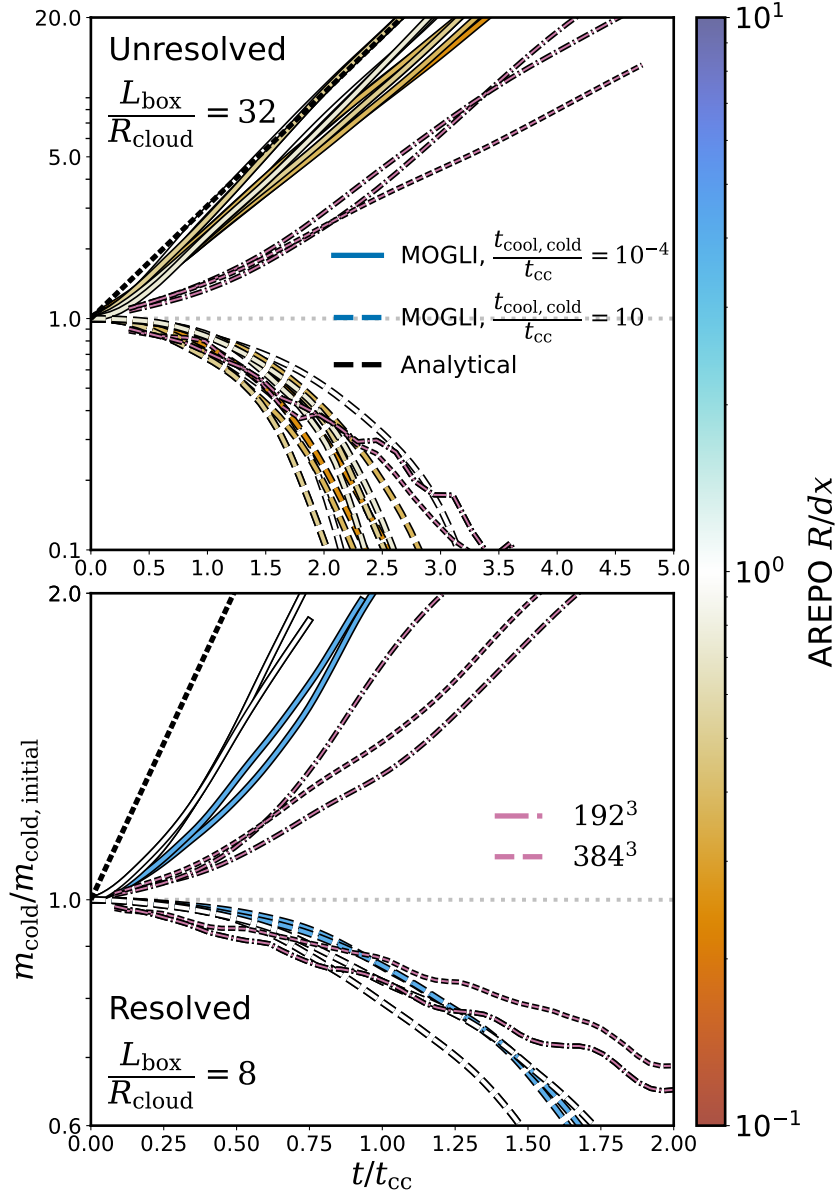 20.0
Unresolved
L_box / R_cloud = 32
5.0
MOGLI, t_cool, cold / t_cc = 10^-4
1.0
MOGLI, t_cool, cold / t_cc = 10
Analytical
0.1
0.0 0.5 1.0 1.5 2.0 2.5 3.0 3.5 4.0 4.5 5.0
2.0
192^3
384^3
1.0
Resolved
L_box / R_cloud = 8
0.6
0.00 0.25 0.50 0.75 1.00 1.25 1.50 1.75 2.00
t/t_cc
m_cold/m_cold, initial
10^1
10^0
10^-1
AREPO R/dx